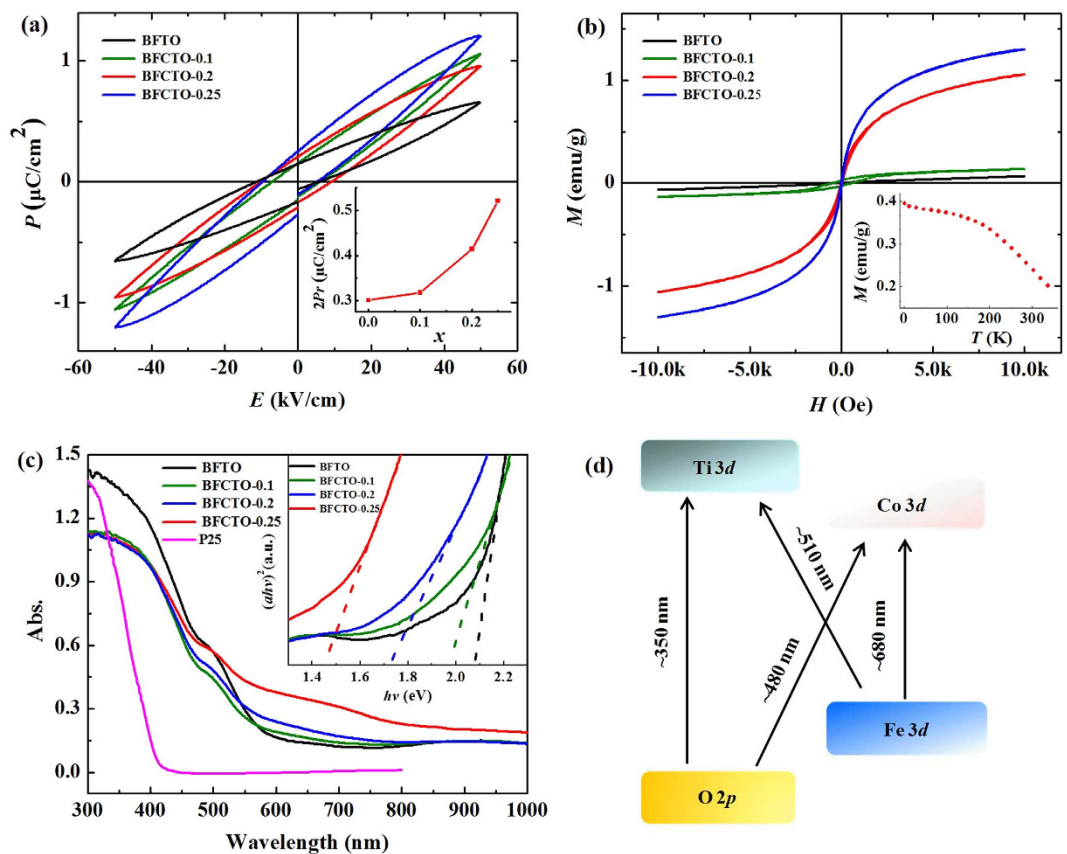 (a)
BFTO
BFCTO-0.1
BFCTO-0.2
BFCTO-0.25
P (μC/cm²)
1
0
-1
-60 -40 -20 0 20 40 60
E (kV/cm)
2Pr (μC/cm²)
0.5
0.4
0.3
0.0 0.1 0.2
x
(b)
BFTO
BFCTO-0.1
BFCTO-0.2
BFCTO-0.25
M (emu/g)
1
0
-1
-10.0k -5.0k 0.0 5.0k 10.0k
H (Oe)
M (emu/g)
0.4
0.3
0.2
0 100 200 300
T (K)
(c)
BFTO
BFCTO-0.1
BFCTO-0.2
BFCTO-0.25
P25
Abs.
1.5
1.2
0.9
0.6
0.3
0.0
300 400 500 600 700 800 900 1000
Wavelength (nm)
BFTO
BFCTO-0.1
BFCTO-0.2
BFCTO-0.25
(ahv)² (a.u.)
1.4 1.6 1.8 2.0 2.2
hv (eV)
(d)
Ti 3d
Co 3d
~350 nm
~510 nm
~480 nm
~680 nm
Fe 3d
O 2p